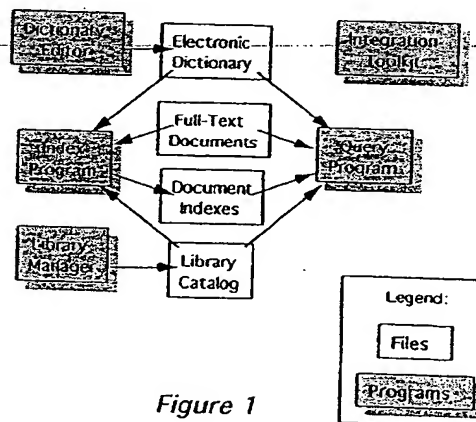 Dictionary
Editor
Electronic
Dictionary
Integration
Toolkit
Full-Text
Documents
Index
Program
Query
Program
Document
Indexes
Library
Manager
Library
Catalog
Legend:
Files
Programs
Figure 1